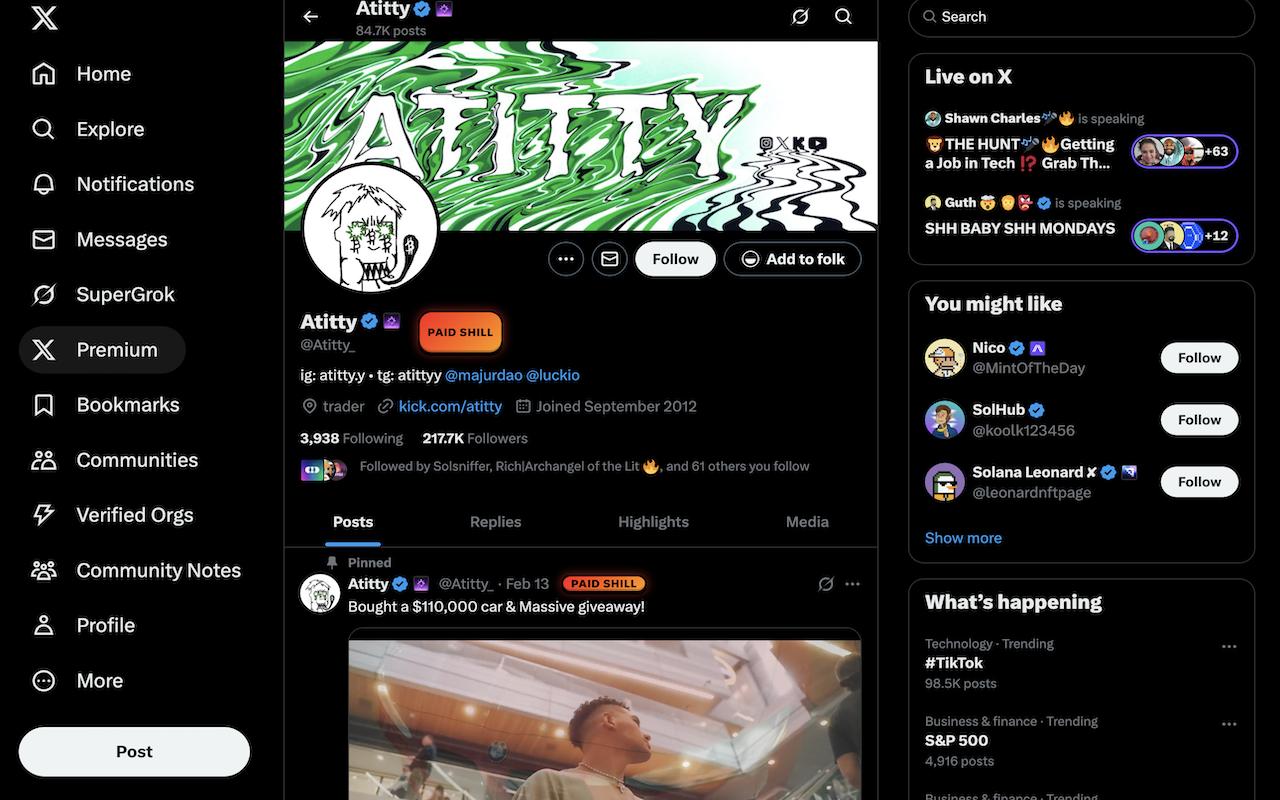 Home
Explore
Notifications
Messages
SuperGrok
Premium
Bookmarks
Communities
Verified Orgs
Community Notes
Profile
More
Post
Atitty
84.7K posts
ATITTY
Follow
Add to folk
Atitty
PAID SHILL
@Atitty_
ig: atitty.y • tg: atittyy @majurdao @luckio
trader kick.com/atitty Joined September 2012
3,938 Following 217.7K Followers
Followed by Solsniffer, Rich|Archangel of the Lit 🔥, and 61 others you follow
Posts Replies Highlights Media
Pinned
Atitty @Atitty_ · Feb 13 PAID SHILL
Bought a $110,000 car & Massive giveaway!
Search
Live on X
Shawn Charles 🔥 is speaking
🦁THE HUNT 🔥Getting
a Job in Tech ⁉️ Grab Th...
+63
Guth 🤯 👺 is speaking
SHH BABY SHH MONDAYS
+12
You might like
Nico
@MintOfTheDay
Follow
SolHub
@koolk123456
Follow
Solana Leonard ✘
@leonardnftpage
Follow
Show more
What's happening
Technology · Trending
#TikTok
98.5K posts
Business & finance · Trending
S&P 500
4,916 posts
Business & finance · Trending